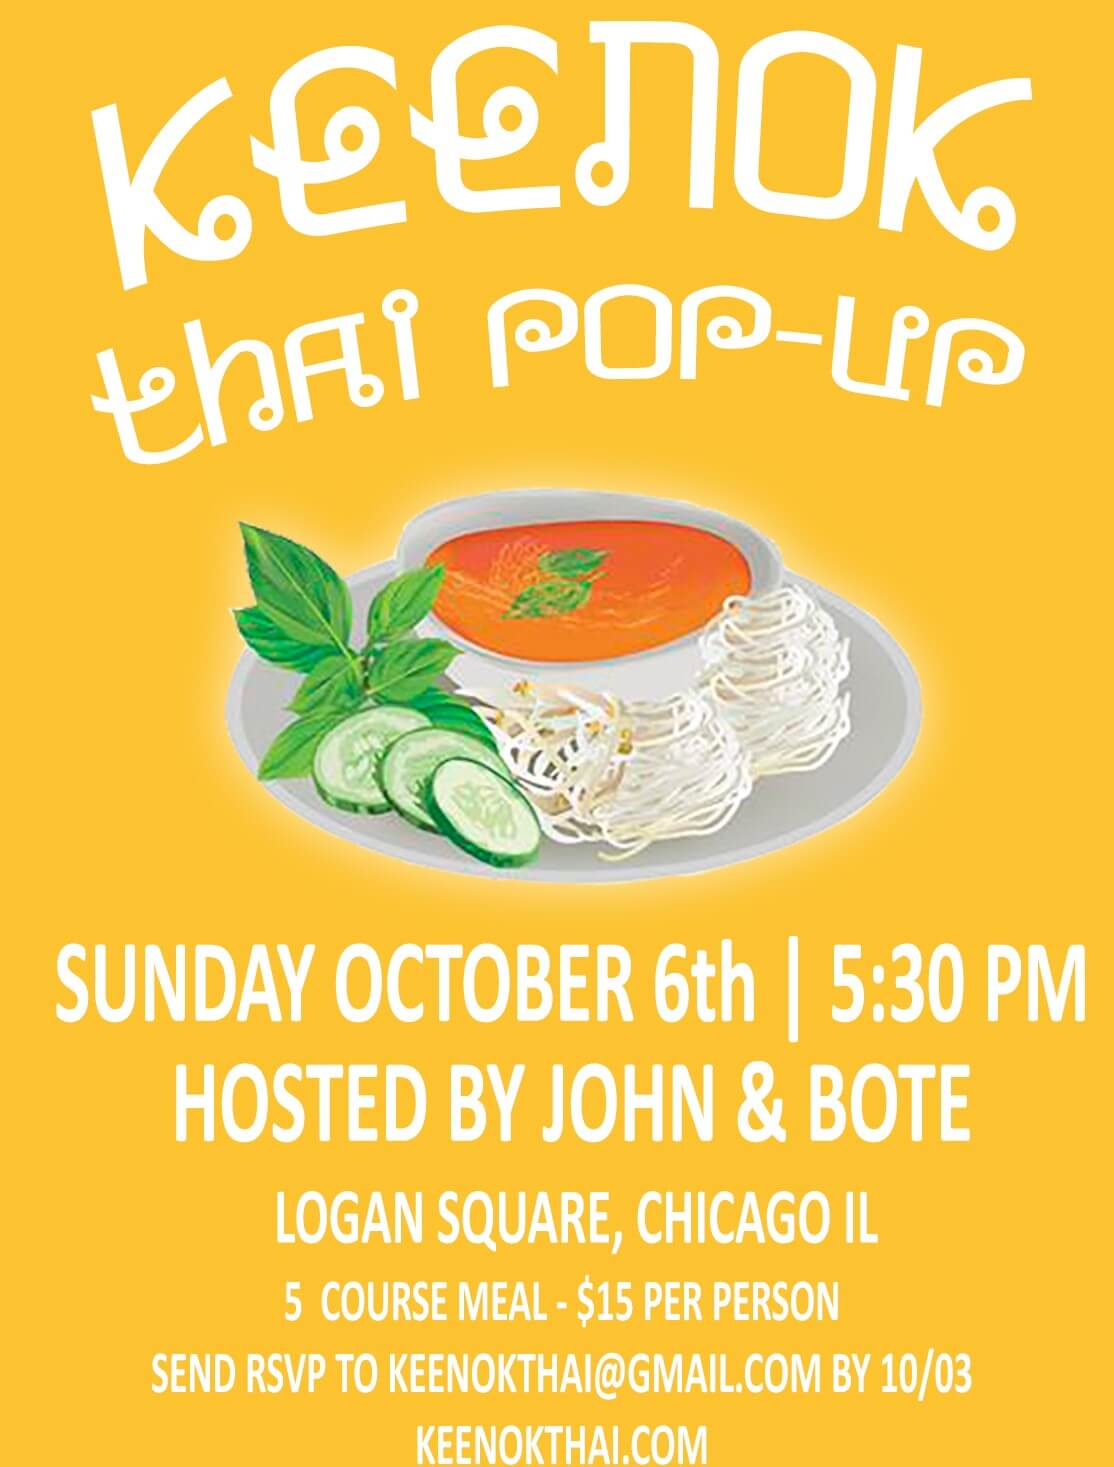 KEENOK
THAI POP-UP
SUNDAY OCTOBER 6th | 5:30 PM
HOSTED BY JOHN & BOTE
LOGAN SQUARE, CHICAGO IL
5 COURSE MEAL - $15 PER PERSON
SEND RSVP TO KEENOKTHAI@GMAIL.COM BY 10/03
KEENOKTHAI.COM